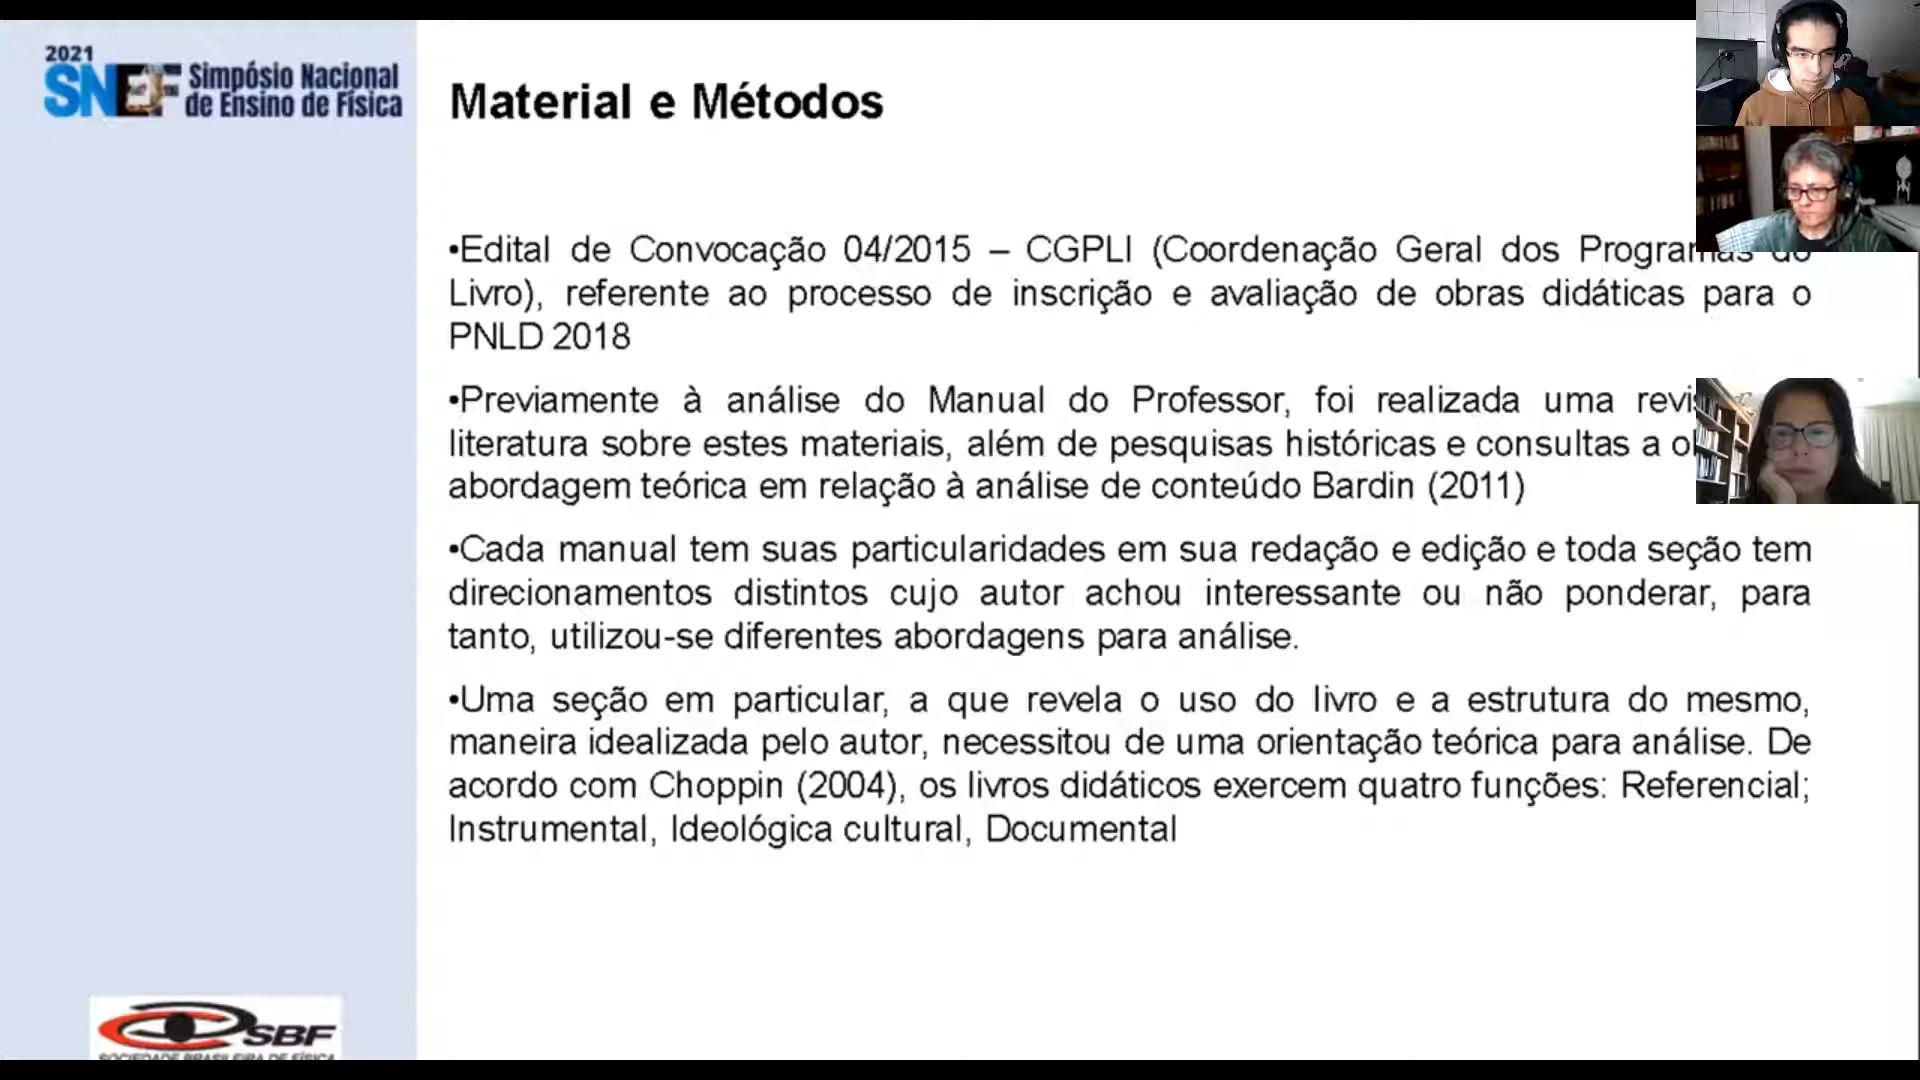 2021
SNEF Simpósio Nacional
de Ensino de Física
Material e Métodos
•Edital de Convocação 04/2015 – CGPLI (Coordenação Geral dos Programas do
Livro), referente ao processo de inscrição e avaliação de obras didáticas para o
PNLD 2018
•Previamente à análise do Manual do Professor, foi realizada uma
literatura sobre estes materiais, além de pesquisas históricas e consultas a
abordagem teórica em relação à análise de conteúdo Bardin (2011)
•Cada manual tem suas particularidades em sua redação e edição e toda seção tem
direcionamentos distintos cujo autor achou interessante ou não ponderar, para
tanto, utilizou-se diferentes abordagens para análise.
•Uma seção em particular, a que revela o uso do livro e a estrutura do mesmo,
maneira idealizada pelo autor, necessitou de uma orientação teórica para análise. De
acordo com Choppin (2004), os livros didáticos exercem quatro funções: Referencial;
Instrumental, Ideológica cultural, Documental
SBF
SOCIEDADE BRASILEIRA DE FÍSICA